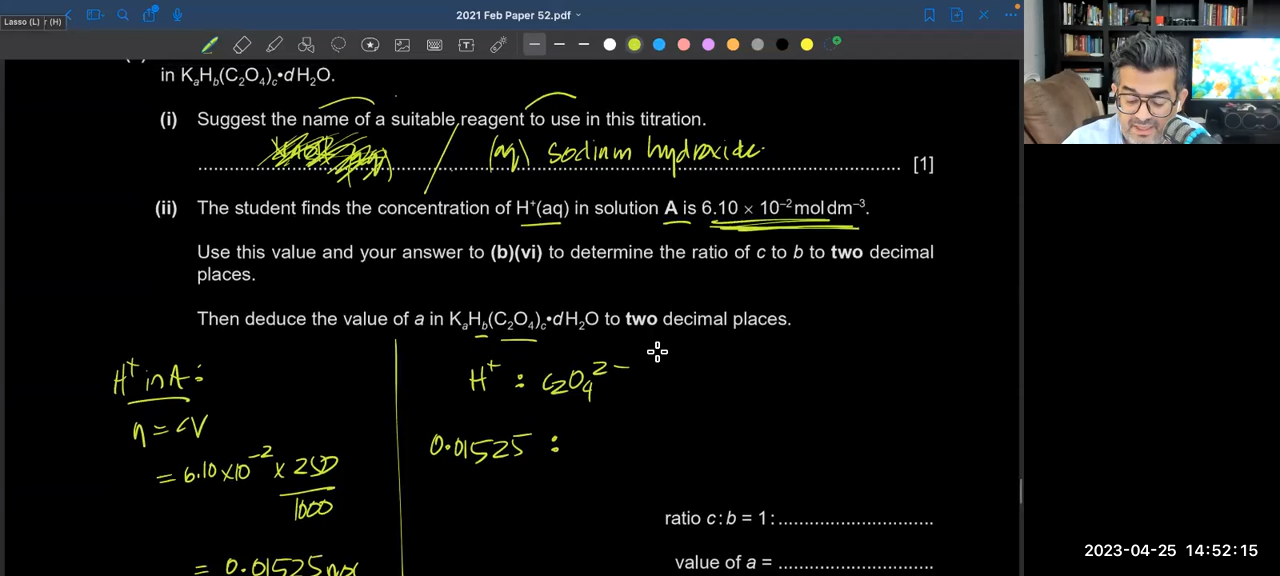 Lasso (L)
r (H)
2021 Feb Paper 52.pdf
in KₐH_b(C₂O₄)_c•dH₂O.
(i) Suggest the name of a suitable reagent to use in this titration.
(aq) sodium hydroxide.
[1]
(ii) The student finds the concentration of H⁺(aq) in solution A is 6.10 × 10⁻² mol dm⁻³.
Use this value and your answer to (b)(vi) to determine the ratio of c to b to two decimal
places.
Then deduce the value of a in KₐH_b(C₂O₄)_c•dH₂O to two decimal places.
H⁺ in A:
n = cV
= 6.10×10⁻² × 250
1000
= 0.01525 mol
H⁺ : C₂O₄²⁻
0.01525 :
ratio c:b = 1:
value of a =
2023-04-25 14:52:15